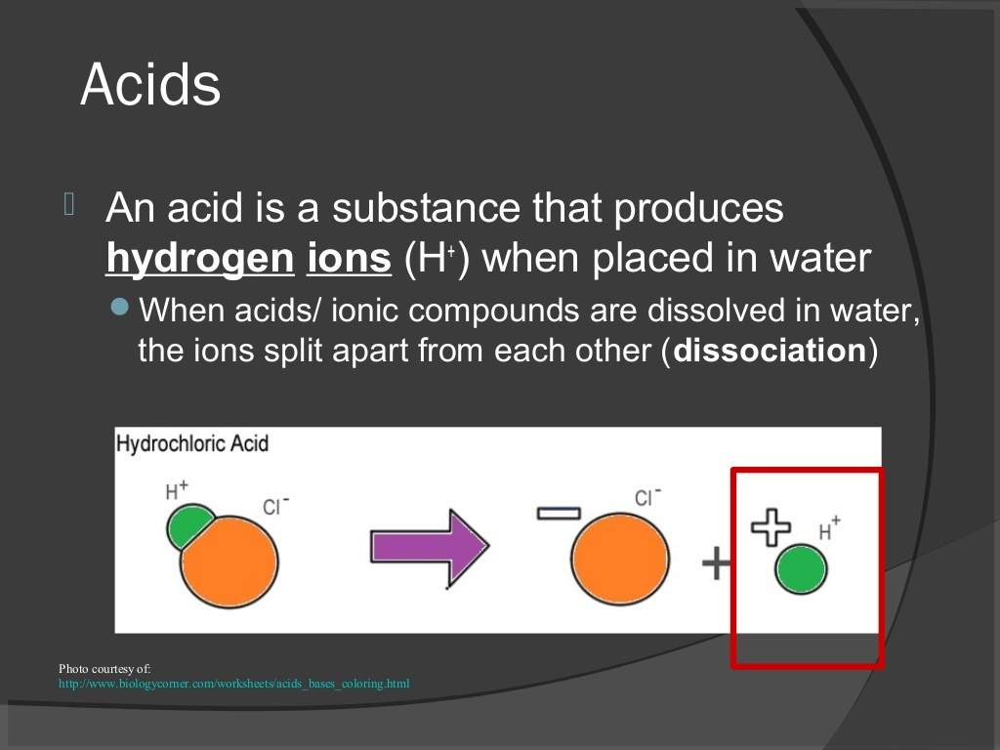 Acids
An acid is a substance that produces
hydrogen ions (H⁺) when placed in water
When acids/ ionic compounds are dissolved in water,
the ions split apart from each other (dissociation)
Hydrochloric Acid
H⁺
Cl⁻
Cl⁻
+
H⁺
Photo courtesy of:
http://www.biologycorner.com/worksheets/acids_bases_coloring.html